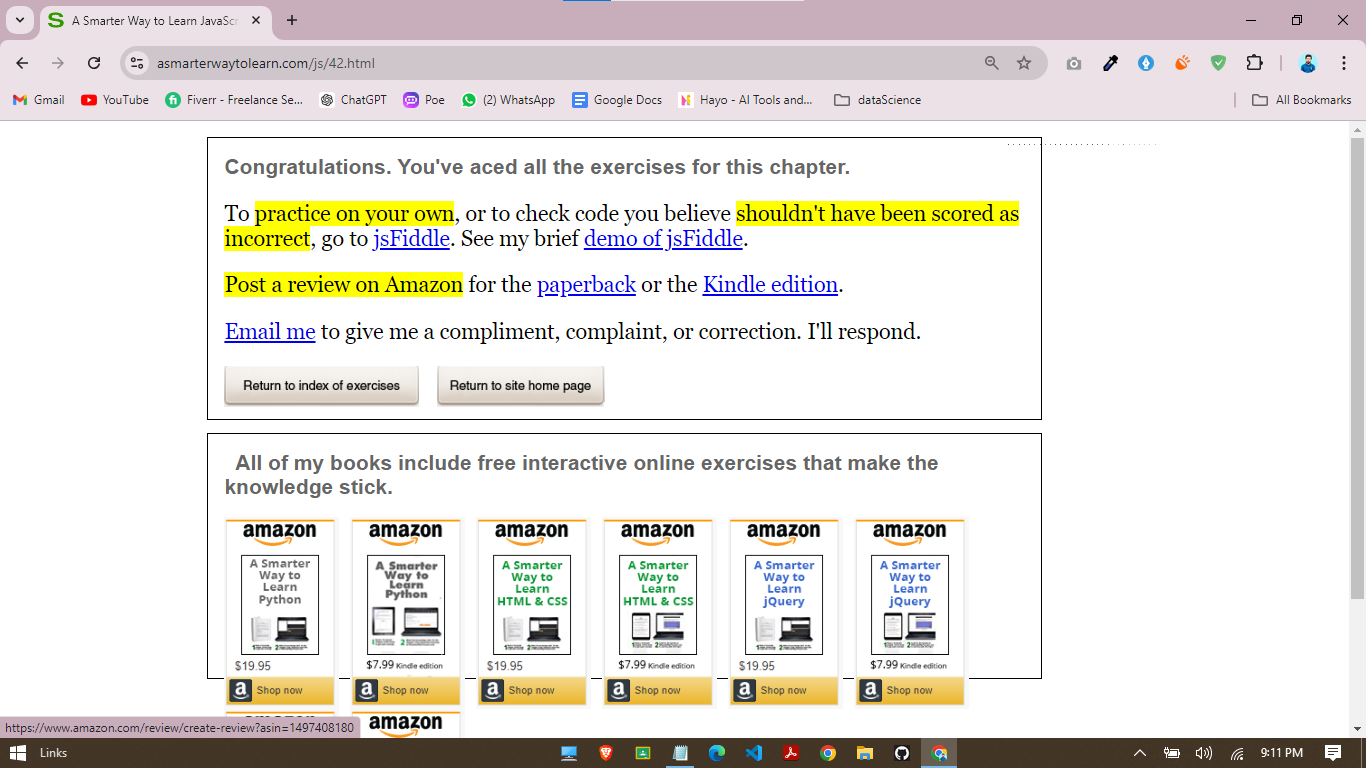 A Smarter Way to Learn JavaScr
asmarterwaytolearn.com/js/42.html
Gmail YouTube Fiverr - Freelance Se... ChatGPT Poe (2) WhatsApp Google Docs Hayo - AI Tools and... dataScience All Bookmarks
Congratulations. You've aced all the exercises for this chapter.
To practice on your own, or to check code you believe shouldn't have been scored as
incorrect, go to jsFiddle. See my brief demo of jsFiddle.
Post a review on Amazon for the paperback or the Kindle edition.
Email me to give me a compliment, complaint, or correction. I'll respond.
Return to index of exercises Return to site home page
All of my books include free interactive online exercises that make the
knowledge stick.
amazon amazon amazon amazon amazon amazon
A Smarter A Smarter A Smarter A Smarter A Smarter A Smarter
Way to Way to Way to Way to Way to Way to
Learn Learn Learn Learn Learn Learn
Python Python HTML & CSS HTML & CSS jQuery jQuery
$19.95 $7.99 Kindle edition $19.95 $7.99 Kindle edition $19.95 $7.99 Kindle edition
Shop now Shop now Shop now Shop now Shop now Shop now
amazon amazon
https://www.amazon.com/review/create-review?asin=1497408180
Links 9:11 PM